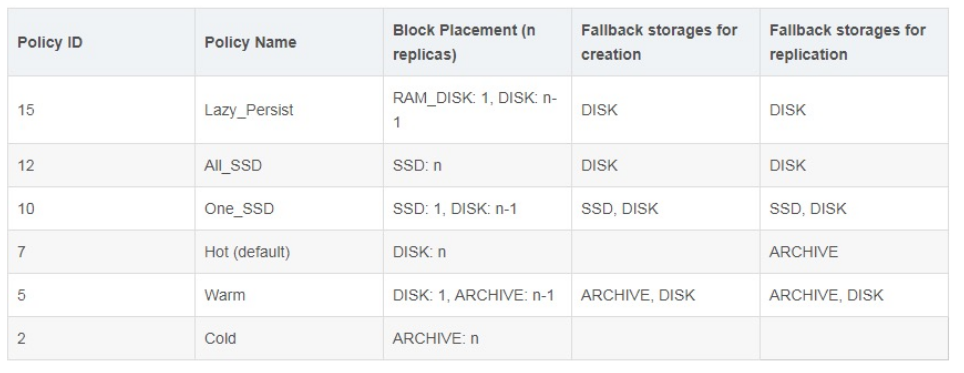 Policy ID Policy Name Block Placement (n replicas) Fallback storages for creation Fallback storages for replication
15 Lazy_Persist RAM_DISK: 1, DISK: n-1 DISK DISK
12 All_SSD SSD: n DISK DISK
10 One_SSD SSD: 1, DISK: n-1 SSD, DISK SSD, DISK
7 Hot (default) DISK: n ARCHIVE
5 Warm DISK: 1, ARCHIVE: n-1 ARCHIVE, DISK ARCHIVE, DISK
2 Cold ARCHIVE: n